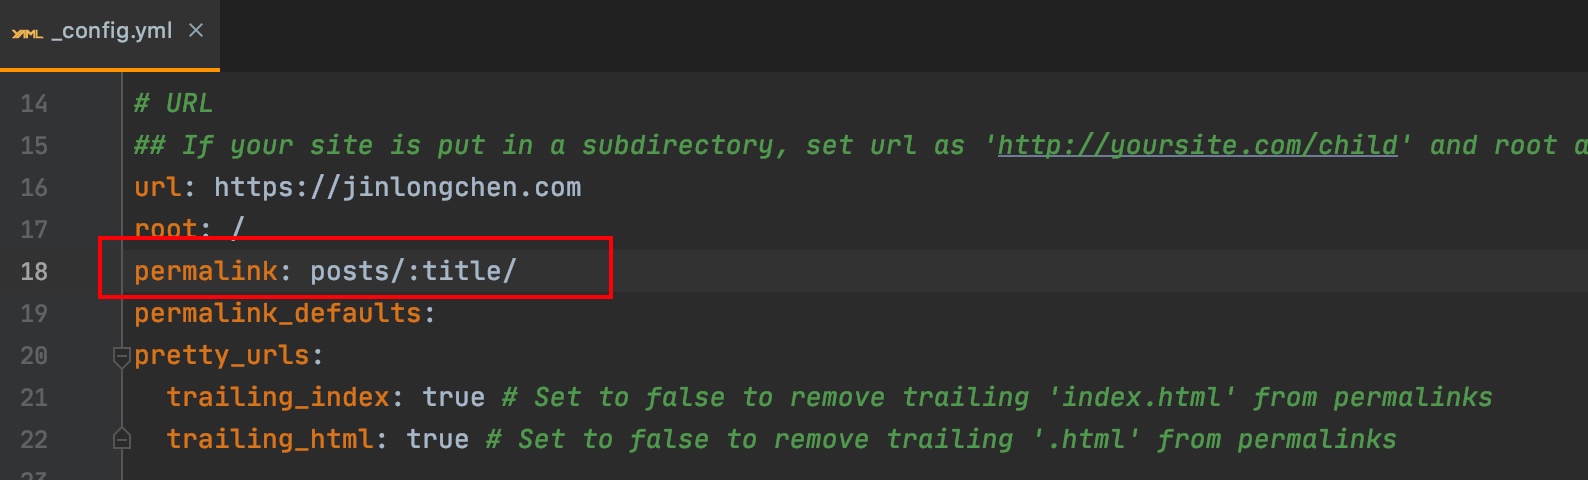 YAML _config.yml
14 # URL
15 ## If your site is put in a subdirectory, set url as 'http://yoursite.com/child' and root a
16 url: https://jinlongchen.com
17 root: /
18 permalink: posts/:title/
19 permalink_defaults:
20 pretty_urls:
21 trailing_index: true # Set to false to remove trailing 'index.html' from permalinks
22 trailing_html: true # Set to false to remove trailing '.html' from permalinks
23